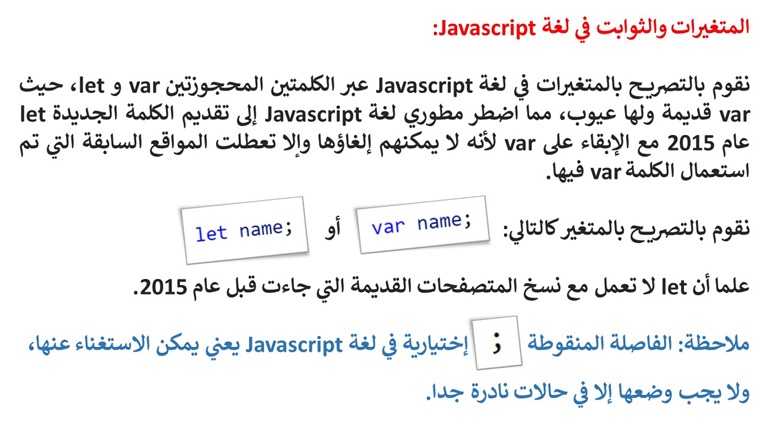 المتغيرات والثوابت في لغة Javascript:
نقوم بالتصريح بالمتغيرات في لغة Javascript عبر الكلمتين المحجوزتين var و let، حيث
var قديمة ولها عيوب، مما اضطر مطوري لغة Javascript إلى تقديم الكلمة الجديدة let
عام 2015 مع الإبقاء على var لأنه لا يمكنهم إلغاؤها وإلا تعطلت المواقع السابقة التي تم
استعمال الكلمة var فيها.
نقوم بالتصريح بالمتغير كالتالي: var name; أو let name;
علما أن let لا تعمل مع نسخ المتصفحات القديمة التي جاءت قبل عام 2015.
ملاحظة: الفاصلة المنقوطة ; إختيارية في لغة Javascript يعني يمكن الاستغناء عنها،
ولا يجب وضعها إلا في حالات نادرة جدا.